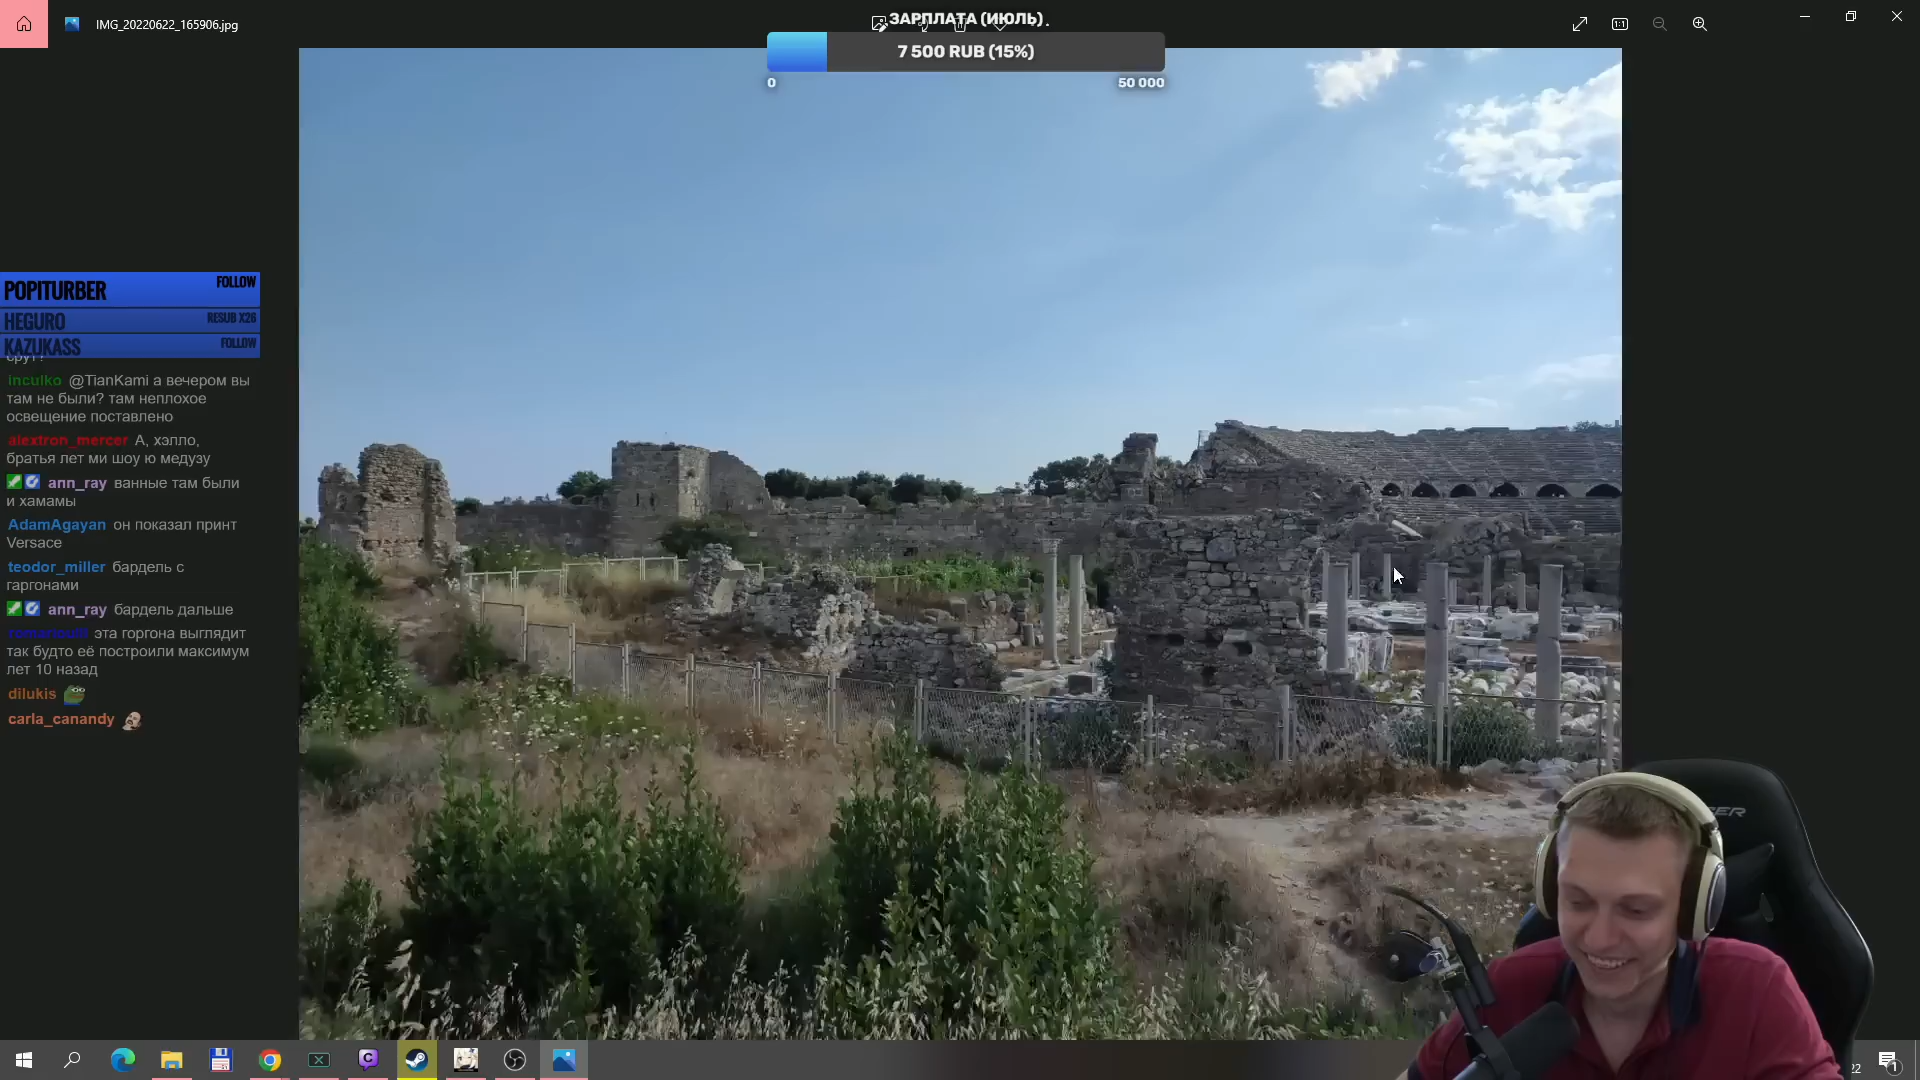 IMG_20220622_165906.jpg
ЗАРПЛАТА (ИЮЛЬ).
7 500 RUB (15%)
0
50 000
POPITURBER
FOLLOW
HEGURO
RESUB X26
KAZUKASS
FOLLOW
срут?
inculko @TianKami а вечером вы
там не были? там неплохое
освещение поставлено
alextron_mercer А, хэлло,
братья лет ми шоу ю медузу
ann_ray ванные там были
и хамамы
AdamAgayan он показал принт
Versace
teodor_miller бардель с
гаргонами
ann_ray бардель дальше
эта горгона выглядит
так будто её построили максимум
лет 10 назад
dilukis
carla_canandy
22
1